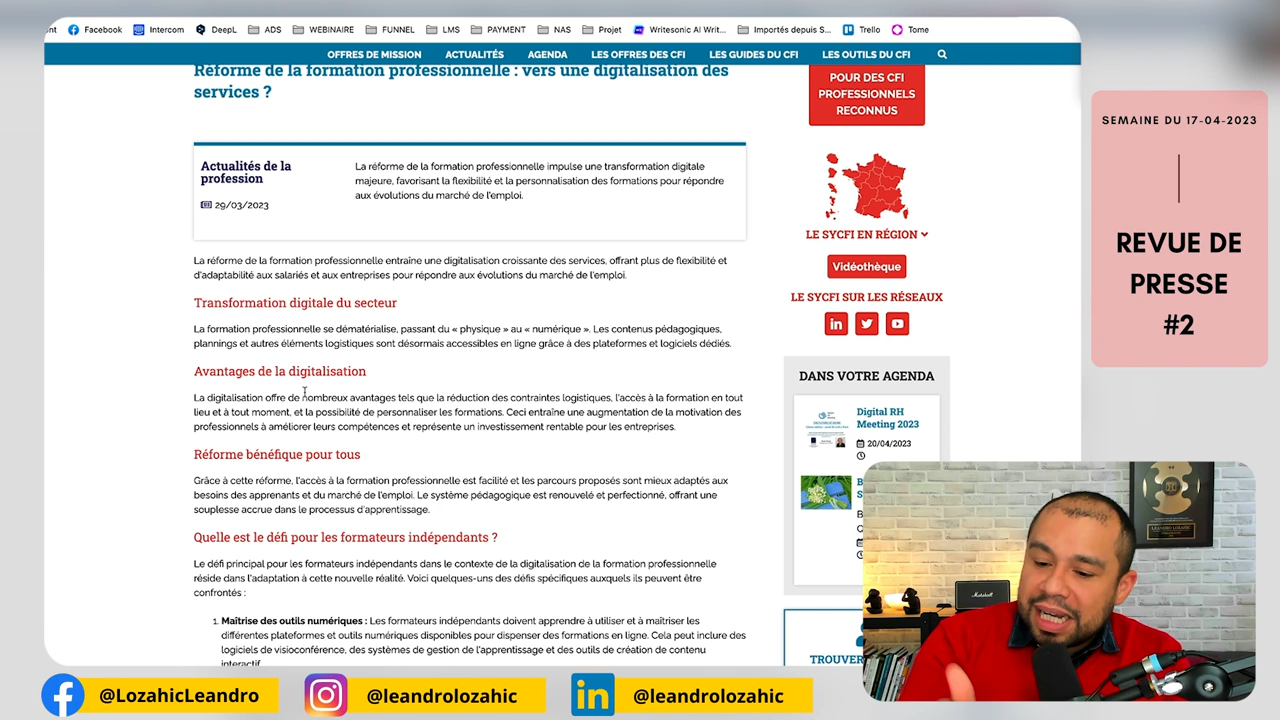 Facebook Intercom DeepL ADS WEBINAIRE FUNNEL LMS PAYMENT NAS Projet Writesonic AI Writ... Importés depuis S... Trello Tome
OFFRES DE MISSION ACTUALITÉS AGENDA LES OFFRES DES CFI LES GUIDES DU CFI LES OUTILS DU CFI
Réforme de la formation professionnelle : vers une digitalisation des
services ?
Actualités de la
profession
29/03/2023
La réforme de la formation professionnelle impulse une transformation digitale
majeure, favorisant la flexibilité et la personnalisation des formations pour répondre
aux évolutions du marché de l'emploi.
La réforme de la formation professionnelle entraîne une digitalisation croissante des services, offrant plus de flexibilité et
d'adaptabilité aux salariés et aux entreprises pour répondre aux évolutions du marché de l'emploi.
Transformation digitale du secteur
La formation professionnelle se dématérialise, passant du « physique » au « numérique ». Les contenus pédagogiques,
plannings et autres éléments logistiques sont désormais accessibles en ligne grâce à des plateformes et logiciels dédiés.
Avantages de la digitalisation
La digitalisation offre de nombreux avantages tels que la réduction des contraintes logistiques, l'accès à la formation en tout
lieu et à tout moment, et la possibilité de personnaliser les formations. Ceci entraîne une augmentation de la motivation des
professionnels à améliorer leurs compétences et représente un investissement rentable pour les entreprises.
Réforme bénéfique pour tous
Grâce à cette réforme, l'accès à la formation professionnelle est facilité et les parcours proposés sont mieux adaptés aux
besoins des apprenants et du marché de l'emploi. Le système pédagogique est renouvelé et perfectionné, offrant une
souplesse accrue dans le processus d'apprentissage.
Quelle est le défi pour les formateurs indépendants ?
Le défi principal pour les formateurs indépendants dans le contexte de la digitalisation de la formation professionnelle
réside dans l'adaptation à cette nouvelle réalité. Voici quelques-uns des défis spécifiques auxquels ils peuvent être
confrontés :
1. Maîtrise des outils numériques : Les formateurs indépendants doivent apprendre à utiliser et à maîtriser les
différentes plateformes et outils numériques disponibles pour dispenser des formations en ligne. Cela peut inclure des
logiciels de visioconférence, des systèmes de gestion de l'apprentissage et des outils de création de contenu
interactif.
POUR DES CFI
PROFESSIONNELS
RECONNUS
LE SYCFI EN RÉGION
Vidéothèque
LE SYCFI SUR LES RÉSEAUX
DANS VOTRE AGENDA
Digital RH
Meeting 2023
20/04/2023
TROUVER
Marshall
SEMAINE DU 17-04-2023
REVUE DE
PRESSE
#2
@LozahicLeandro
@leandrolozahic
@leandrolozahic